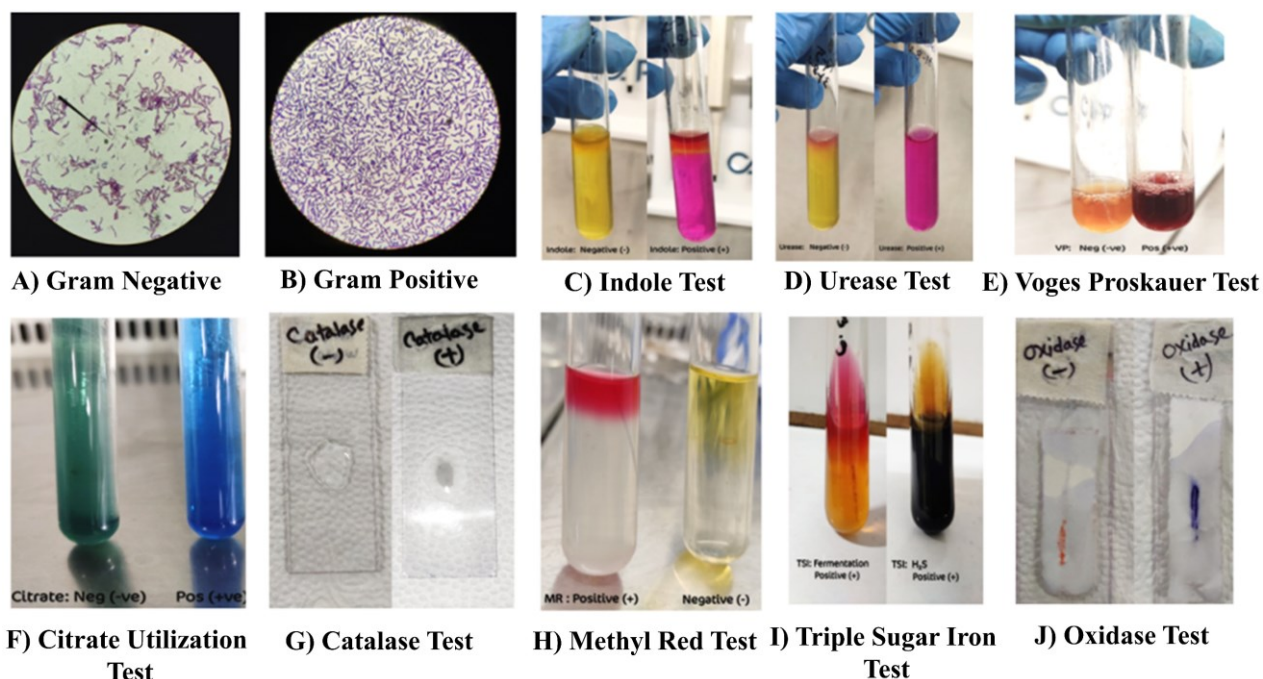 Indole: Negative (-)
Indole: Positive (+)
Urease: Negative (-)
Urease: Positive (+)
VP: Neg (-ve) Pos (+ve)
A) Gram Negative
B) Gram Positive
C) Indole Test
D) Urease Test
E) Voges Proskauer Test
Catalase
(-)
Catalase
(+)
oxidase
(-)
oxidase
(+)
Citrate: Neg (-ve) Pos (+ve)
MR : Positive (+) Negative (-)
TSI: Fermentation
Positive (+)
TSI: H₂S
Positive (+)
F) Citrate Utilization
Test
G) Catalase Test
H) Methyl Red Test
I) Triple Sugar Iron
Test
J) Oxidase Test